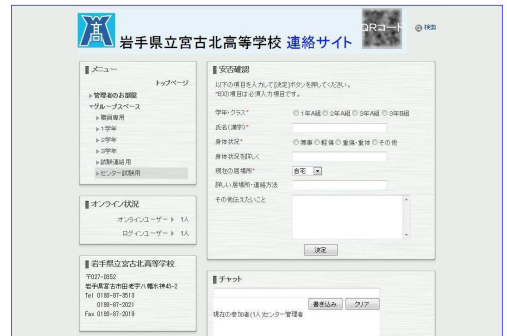 岩手県立宮古北高等学校 連絡サイト
QRコード
検索
メニュー
トップページ
管理者のお部屋
グループスペース
職員専用
1学年
2学年
3学年
試験連絡用
センター試験用
オンライン状況
オンラインユーザー 1人
ログインユーザー 1人
岩手県立宮古北高等学校
〒027-0352
岩手県宮古市田老字八幡水神43-2
Tel 0193-87-3513
0193-87-2021
Fax 0193-87-2019
安否確認
以下の項目を入力して[決定]ボタンを押してください。
*印の項目は必須入力項目です。
学年・クラス* 1年A組 2年A組 3年A組 3年B組
氏名(漢字)*
身体状況* 無事 軽傷 重傷・重体 その他
身体状況を詳しく
現在の居場所* 自宅
詳しい居場所・連絡方法
その他伝えたいこと
決定
チャット
書き込み クリア
現在の参加者(1人)センター管理者